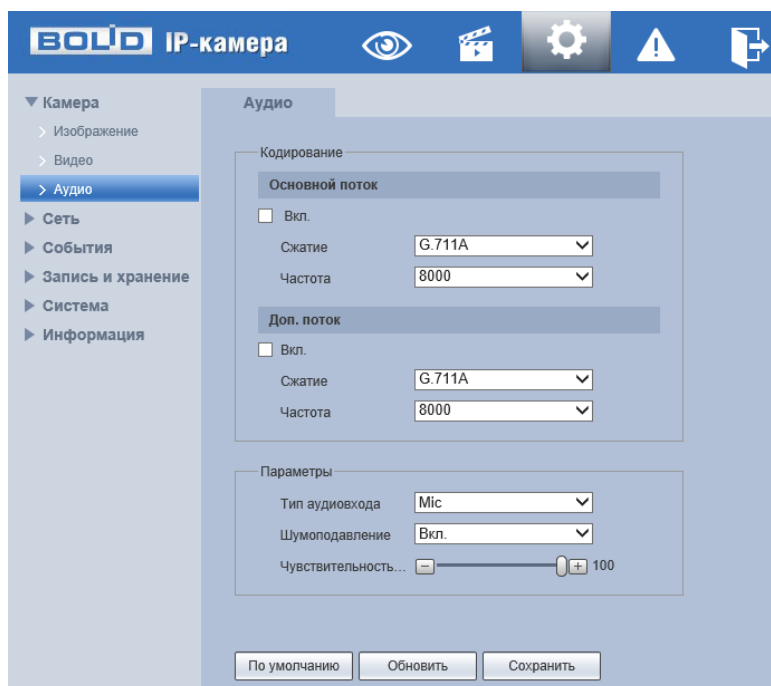 BOLID IP-камера
Камера
Изображение
Видео
Аудио
Сеть
События
Запись и хранение
Система
Информация
Аудио
Кодирование
Основной поток
Вкл.
Сжатие G.711A
Частота 8000
Доп. поток
Вкл.
Сжатие G.711A
Частота 8000
Параметры
Тип аудиовхода Mic
Шумоподавление Вкл.
Чувствительность... 100
По умолчанию Обновить Сохранить